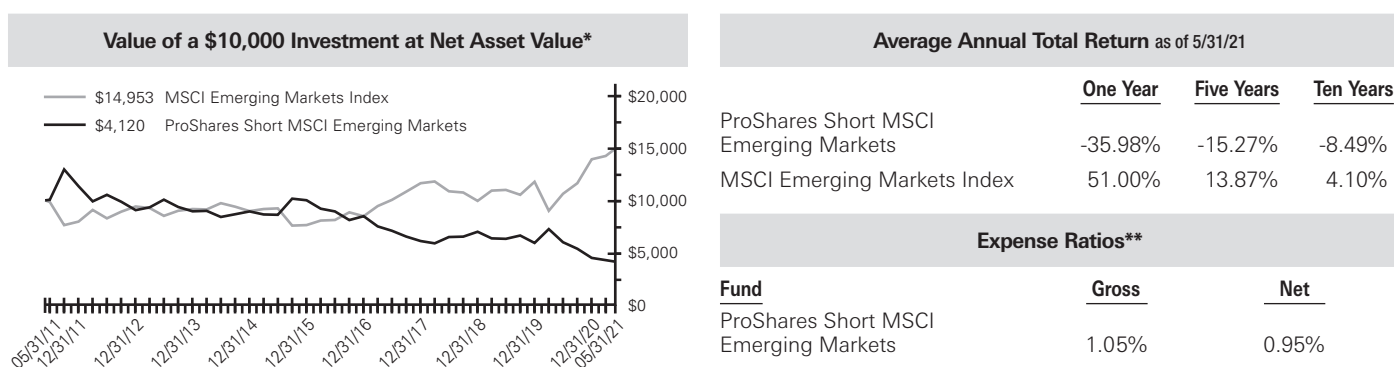 Value of a $10,000 Investment at Net Asset Value*
$14,953 MSCI Emerging Markets Index
$4,120 ProShares Short MSCI Emerging Markets
$20,000
$15,000
$10,000
$5,000
$0
05/31/11
12/31/11
12/31/12
12/31/13
12/31/14
12/31/15
12/31/16
12/31/17
12/31/18
12/31/19
12/31/20
05/31/21
Average Annual Total Return as of 5/31/21
One Year Five Years Ten Years
ProShares Short MSCI
Emerging Markets -35.98% -15.27% -8.49%
MSCI Emerging Markets Index 51.00% 13.87% 4.10%
Expense Ratios**
Fund Gross Net
ProShares Short MSCI
Emerging Markets 1.05% 0.95%